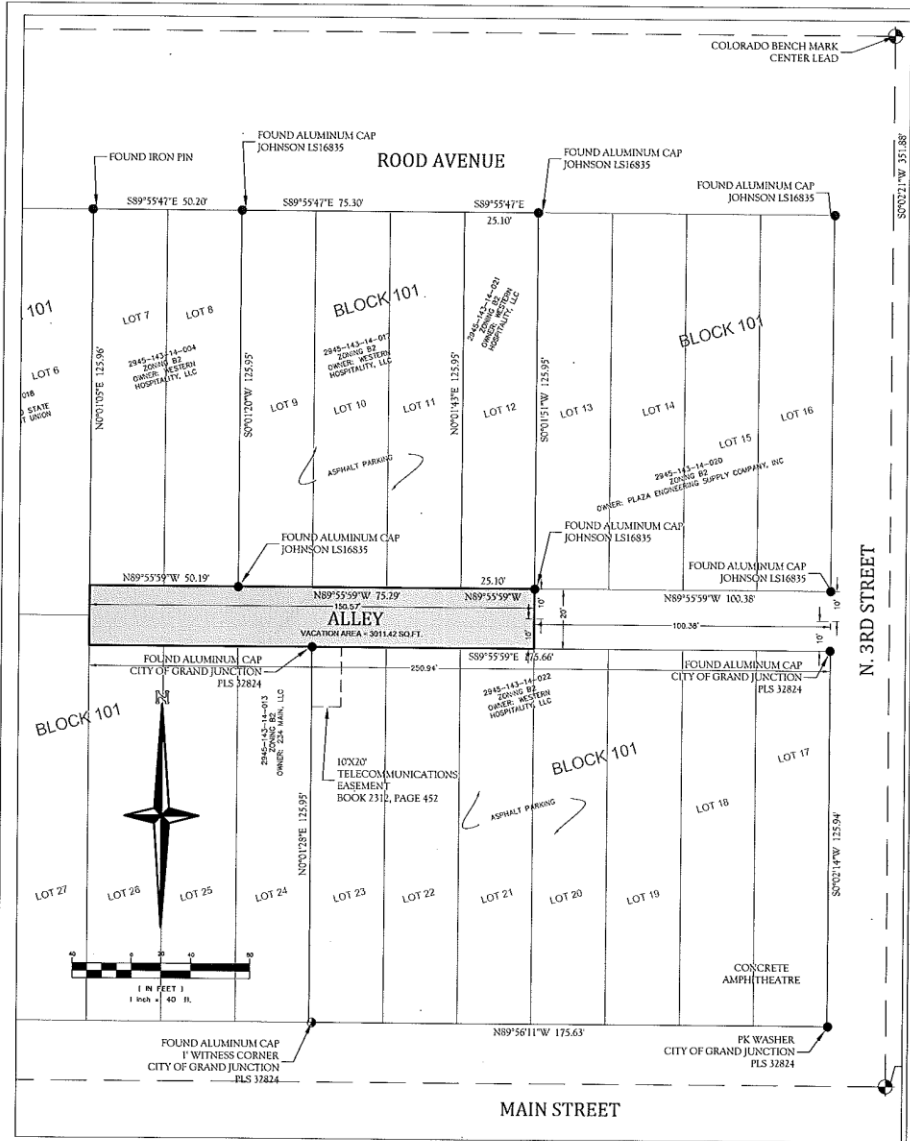 COLORADO BENCH MARK
CENTER LEAD
S0°02'21"W 351.88'
FOUND IRON PIN
FOUND ALUMINUM CAP
JOHNSON LS16835
ROOD AVENUE
FOUND ALUMINUM CAP
JOHNSON LS16835
FOUND ALUMINUM CAP
JOHNSON LS16835
S89°55'47"E 50.20'
S89°55'47"E 75.30'
S89°55'47"E
25.10'
101
LOT 6
018
STATE
UNION
N0°01'05"E 125.96'
LOT 7
LOT 8
2945-143-14-004
ZONING B2
OWNER: WESTERN
HOSPITALITY, LLC
S0°01'20"W 125.95'
BLOCK 101
2945-143-14-017
ZONING B2
OWNER: WESTERN
HOSPITALITY, LLC
LOT 9
LOT 10
LOT 11
ASPHALT PARKING
N0°01'43"E 125.95'
2945-143-14-021
ZONING B2
OWNER: WESTERN
HOSPITALITY, LLC
LOT 12
S0°01'51"W 125.95'
BLOCK 101
LOT 13
LOT 14
LOT 15
LOT 16
2945-143-14-020
ZONING B2
OWNER: PLAZA ENGINEERING SUPPLY COMPANY, INC
N. 3RD STREET
FOUND ALUMINUM CAP
JOHNSON LS16835
FOUND ALUMINUM CAP
JOHNSON LS16835
FOUND ALUMINUM CAP
JOHNSON LS16835
N89°55'59"W 50.19'
N89°55'59"W 75.29'
25.10'
N89°55'59"W
N89°55'59"W 100.38'
150.57'
ALLEY
VACATION AREA = 3011.42 SQ.FT.
10'
20'
10'
100.38'
10'
10'
S89°55'59"E 175.66'
250.94'
FOUND ALUMINUM CAP
CITY OF GRAND JUNCTION
PLS 32824
FOUND ALUMINUM CAP
CITY OF GRAND JUNCTION
PLS 32824
BLOCK 101
N
2945-143-14-013
ZONING B2
OWNER: 234 MAIN, LLC
2945-143-14-022
ZONING B2
OWNER: WESTERN
HOSPITALITY, LLC
10'X20'
TELECOMMUNICATIONS
EASEMENT
BOOK 2312, PAGE 452
BLOCK 101
ASPHALT PARKING
N0°01'28"E 125.95'
S0°02'14"W 125.94'
LOT 17
LOT 18
LOT 27
LOT 26
LOT 25
LOT 24
LOT 23
LOT 22
LOT 21
LOT 20
LOT 19
40 0 20 40 80
( IN FEET )
1 inch = 40 ft.
CONCRETE
AMPHITHEATRE
N89°56'11"W 175.63'
FOUND ALUMINUM CAP
1' WITNESS CORNER
CITY OF GRAND JUNCTION
PLS 32824
PK WASHER
CITY OF GRAND JUNCTION
PLS 32824
MAIN STREET